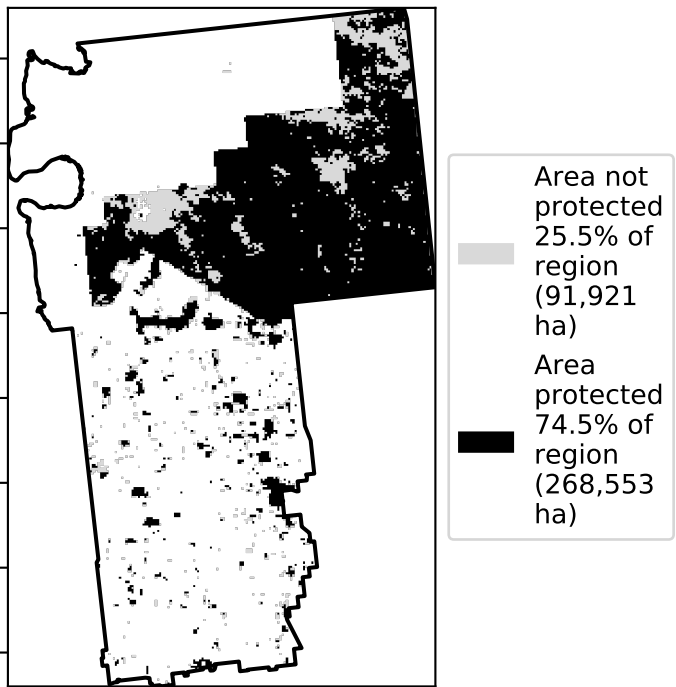 Area not
protected
25.5% of
region
(91,921
ha)
Area
protected
74.5% of
region
(268,553
ha)